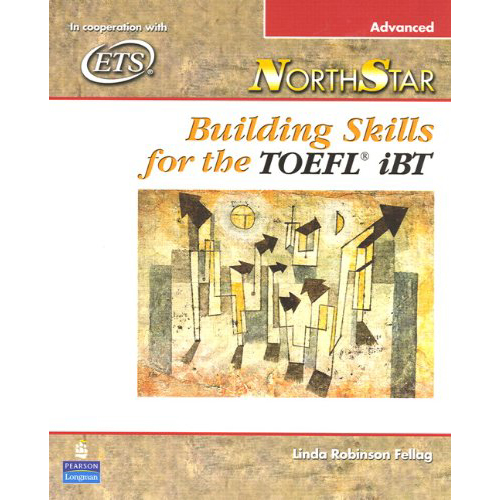 In cooperation with
ETS®
Advanced
NORTHSTAR
Building Skills
for the TOEFL® iBT
Linda Robinson Fellag
PEARSON
Longman